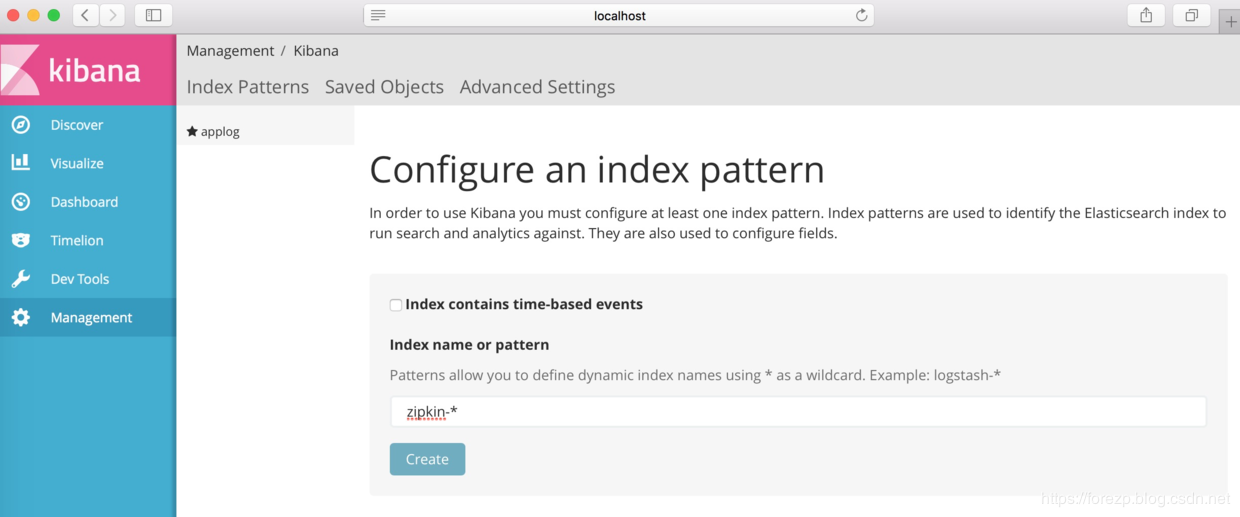 localhost
kibana
Discover
Visualize
Dashboard
Timelion
Dev Tools
Management
Management / Kibana
Index Patterns Saved Objects Advanced Settings
applog
Configure an index pattern
In order to use Kibana you must configure at least one index pattern. Index patterns are used to identify the Elasticsearch index to
run search and analytics against. They are also used to configure fields.
Index contains time-based events
Index name or pattern
Patterns allow you to define dynamic index names using * as a wildcard. Example: logstash-*
zipkin-*
Create
https://forezp.blog.csdn.net